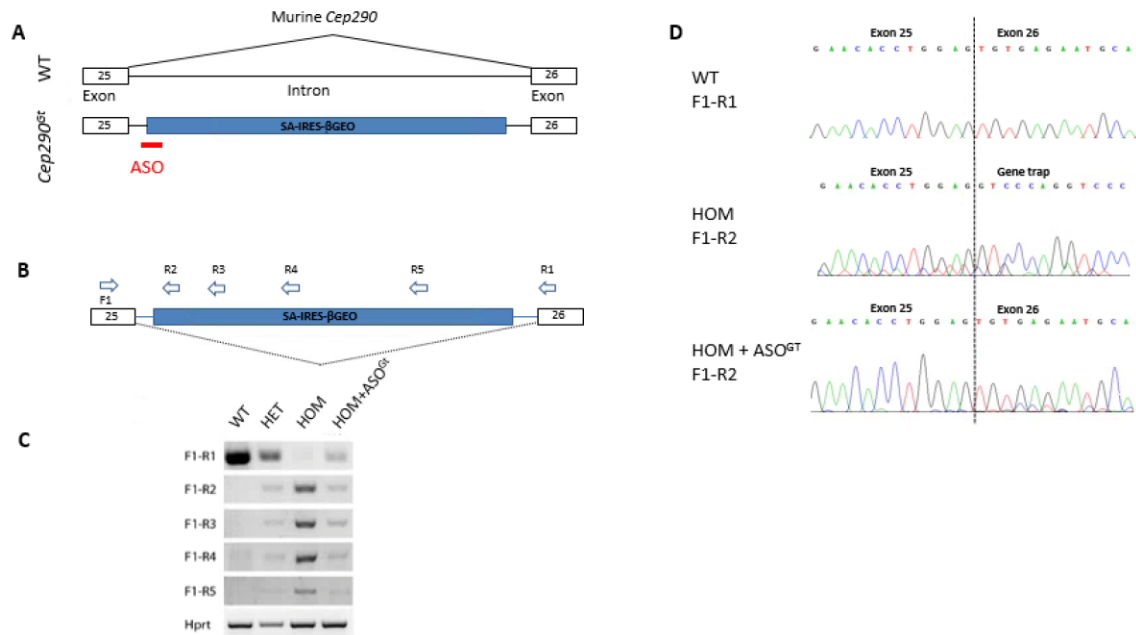 A
Murine Cep290
WT
25
26
Exon
Intron
Exon
Cep290Gt
25
SA-IRES-βGEO
26
ASO
B
R2
R3
R4
R5
R1
F1
25
SA-IRES-βGEO
26
C
WT
HET
HOM
HOM+ASOGt
F1-R1
F1-R2
F1-R3
F1-R4
F1-R5
Hprt
D
Exon 25
Exon 26
G A A C A C C T G G A G T G T G A G A A T G C A
WT
F1-R1
Exon 25
Gene trap
G A A C A C C T G G A G G T C C C A G G T C C C
HOM
F1-R2
Exon 25
Exon 26
G A A C A C C T G G A G T G T G A G A A T G C A
HOM + ASOGT
F1-R2